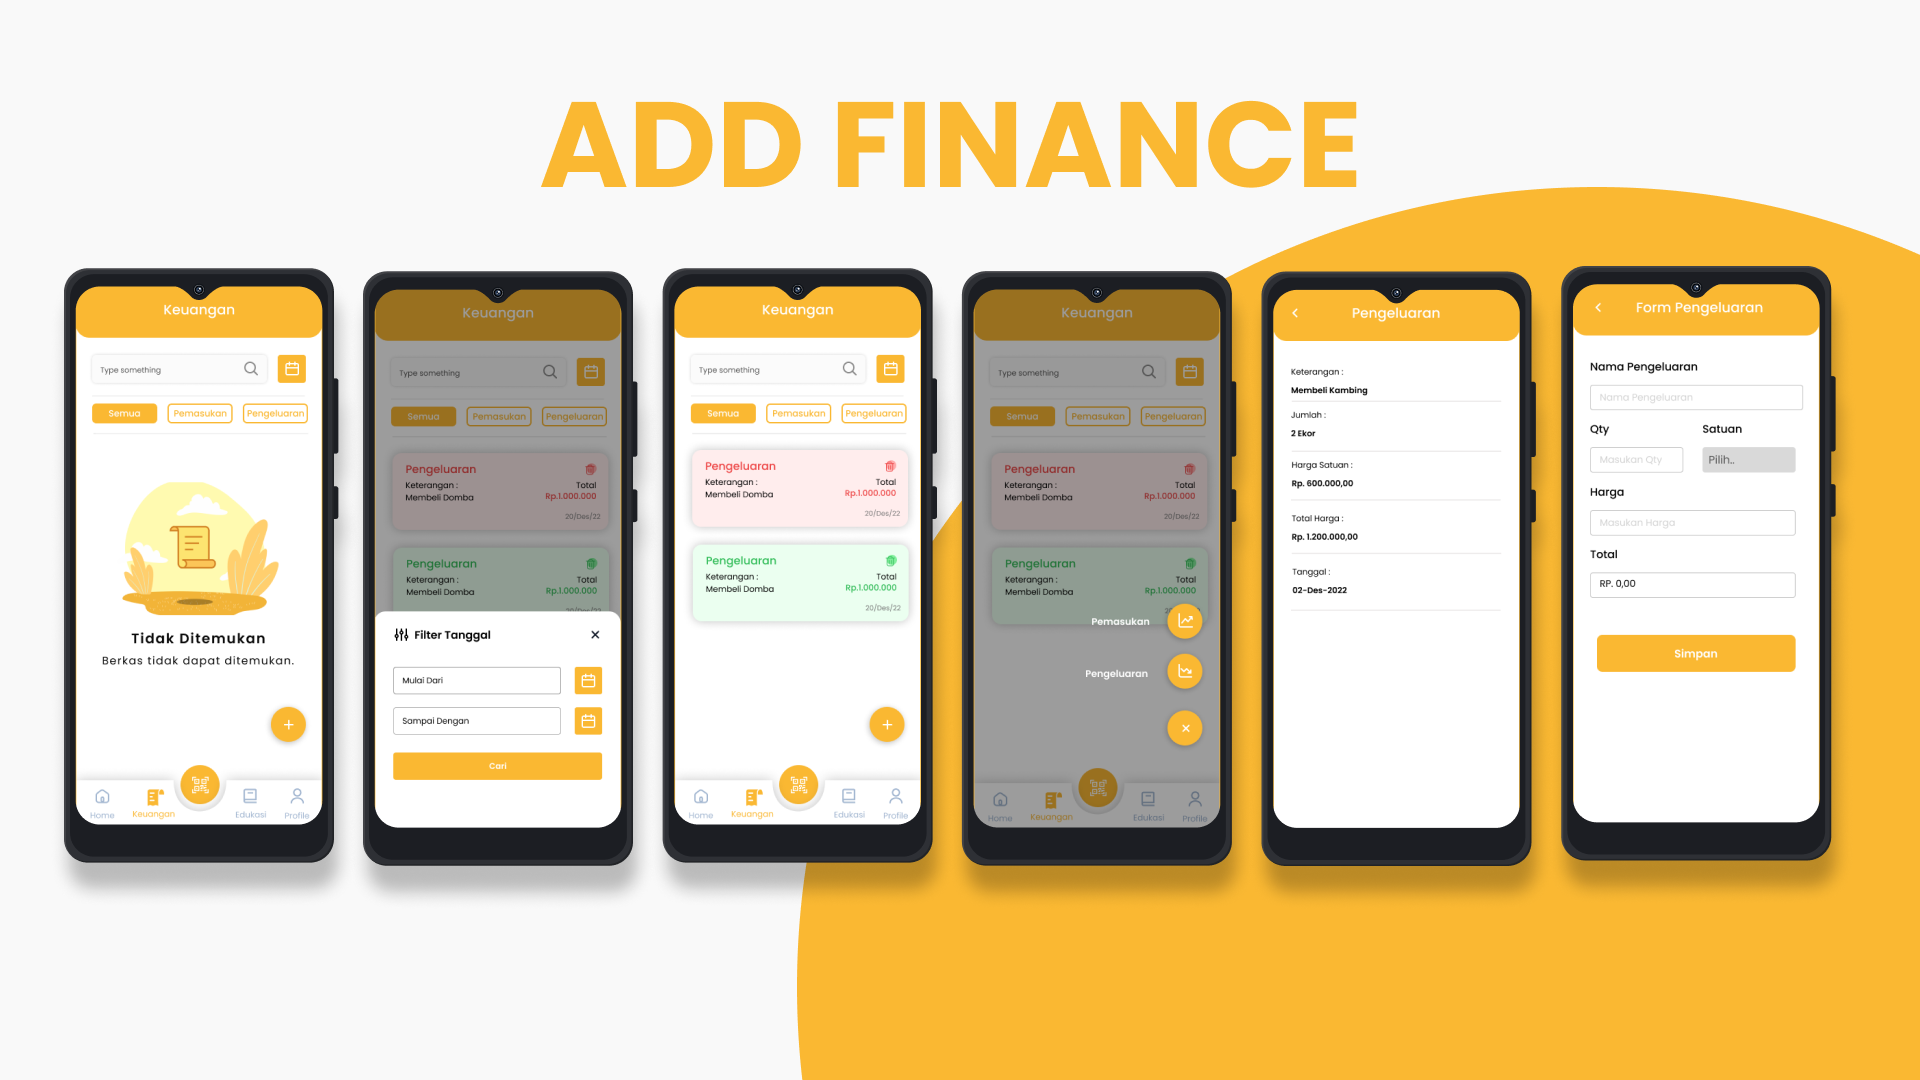 ADD FINANCE
Keuangan
Type something
Semua Pemasukan Pengeluaran
Tidak Ditemukan
Berkas tidak dapat ditemukan.
Home Keuangan Edukasi Profile
Keuangan
Type something
Semua Pemasukan Pengeluaran
Pengeluaran
Keterangan : Total
Membeli Domba Rp.1.000.000
20/Des/22
Pengeluaran
Keterangan : Total
Membeli Domba Rp.1.000.000
20/Des/22
Filter Tanggal
Mulai Dari
Sampai Dengan
Cari
Keuangan
Type something
Semua Pemasukan Pengeluaran
Pengeluaran
Keterangan : Total
Membeli Domba Rp.1.000.000
20/Des/22
Pengeluaran
Keterangan : Total
Membeli Domba Rp.1.000.000
20/Des/22
Home Keuangan Edukasi Profile
Keuangan
Type something
Semua Pemasukan Pengeluaran
Pengeluaran
Keterangan : Total
Membeli Domba Rp.1.000.000
20/Des/22
Pengeluaran
Keterangan : Total
Membeli Domba Rp.1.000.000
Pemasukan
Pengeluaran
Home Keuangan Edukasi Profile
Pengeluaran
Keterangan :
Membeli Kambing
Jumlah :
2 Ekor
Harga Satuan :
Rp. 600.000,00
Total Harga :
Rp. 1.200.000,00
Tanggal :
02-Des-2022
Form Pengeluaran
Nama Pengeluaran
Nama Pengeluaran
Qty Satuan
Masukan Qty Pilih..
Harga
Masukan Harga
Total
RP. 0,00
Simpan